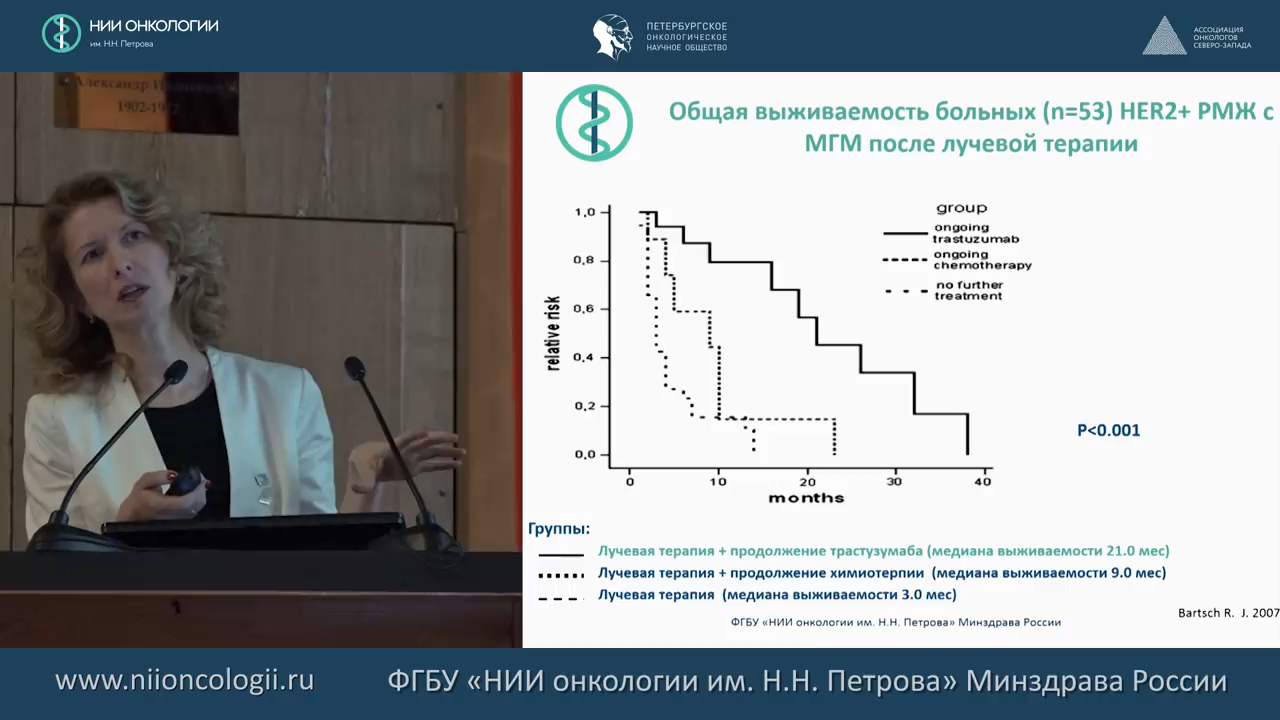 НИИ ОНКОЛОГИИ
им. Н.Н. Петрова
ПЕТЕРБУРГСКОЕ
ОНКОЛОГИЧЕСКОЕ
НАУЧНОЕ ОБЩЕСТВО
АССОЦИАЦИЯ
ОНКОЛОГОВ
СЕВЕРО-ЗАПАДА
Александр
Общая выживаемость больных (n=53) HER2+ РМЖ с
МГМ после лучевой терапии
group
ongoing
trastuzumab
ongoing
chemotherapy
no further
treatment
relative risk
1,0
0,8
0,6
0,4
0,2
0,0
0 10 20 30 40
months
P<0.001
Группы:
Лучевая терапия + продолжение трастузумаба (медиана выживаемости 21.0 мес)
Лучевая терапия + продолжение химиотерпии (медиана выживаемости 9.0 мес)
Лучевая терапия (медиана выживаемости 3.0 мес)
Bartsch R. J. 2007
ФГБУ «НИИ онкологии им. Н.Н. Петрова» Минздрава России
www.niioncologii.ru
ФГБУ «НИИ онкологии им. Н.Н. Петрова» Минздрава России